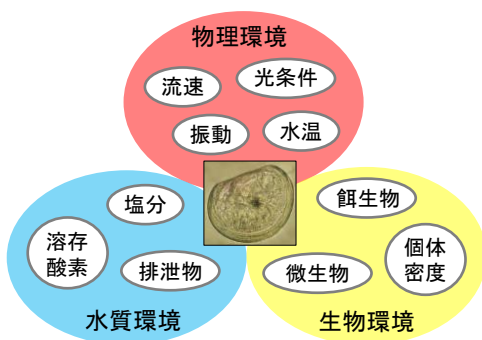 物理環境
流速
光条件
振動
水温
塩分
溶存
酸素
排泄物
水質環境
餌生物
個体
密度
微生物
生物環境